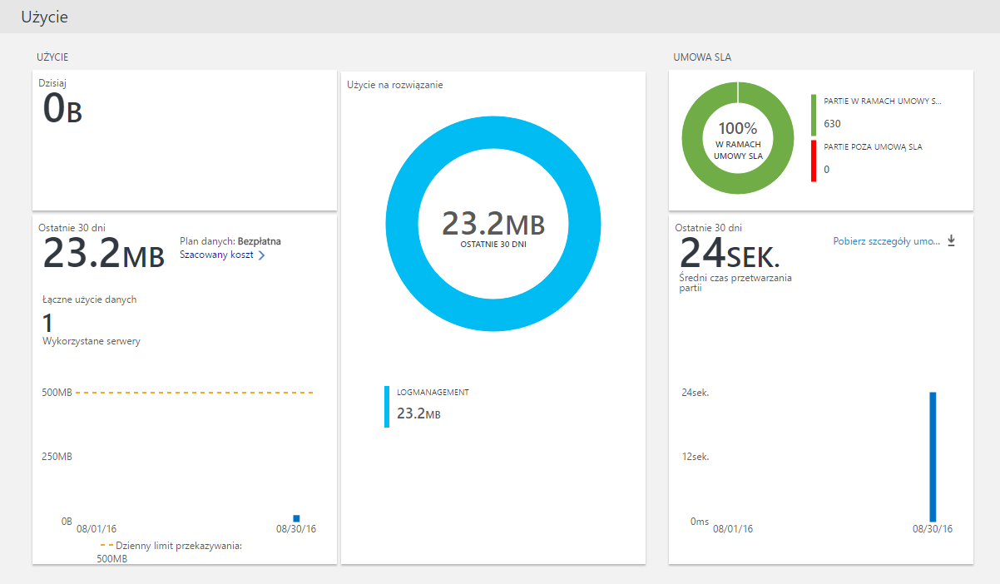 Użycie
UŻYCIE
Dzisiaj
0B
Ostatnie 30 dni
23.2MB
Plan danych: Bezpłatna
Szacowany koszt
Łączne użycie danych
1
Wykorzystane serwery
500MB
250MB
0B
08/01/16 08/30/16
Dzienny limit przekazywania:
500MB
Użycie na rozwiązanie
23.2MB
OSTATNIE 30 DNI
LOGMANAGEMENT
23.2MB
UMOWA SLA
100%
W RAMACH
UMOWY SLA
PARTIE W RAMACH UMOWY S...
630
PARTIE POZA UMOWĄ SLA
0
Ostatnie 30 dni
24SEK.
Pobierz szczegóły umo...
Średni czas przetwarzania
partii
24sek.
12sek.
0ms
08/01/16 08/30/16